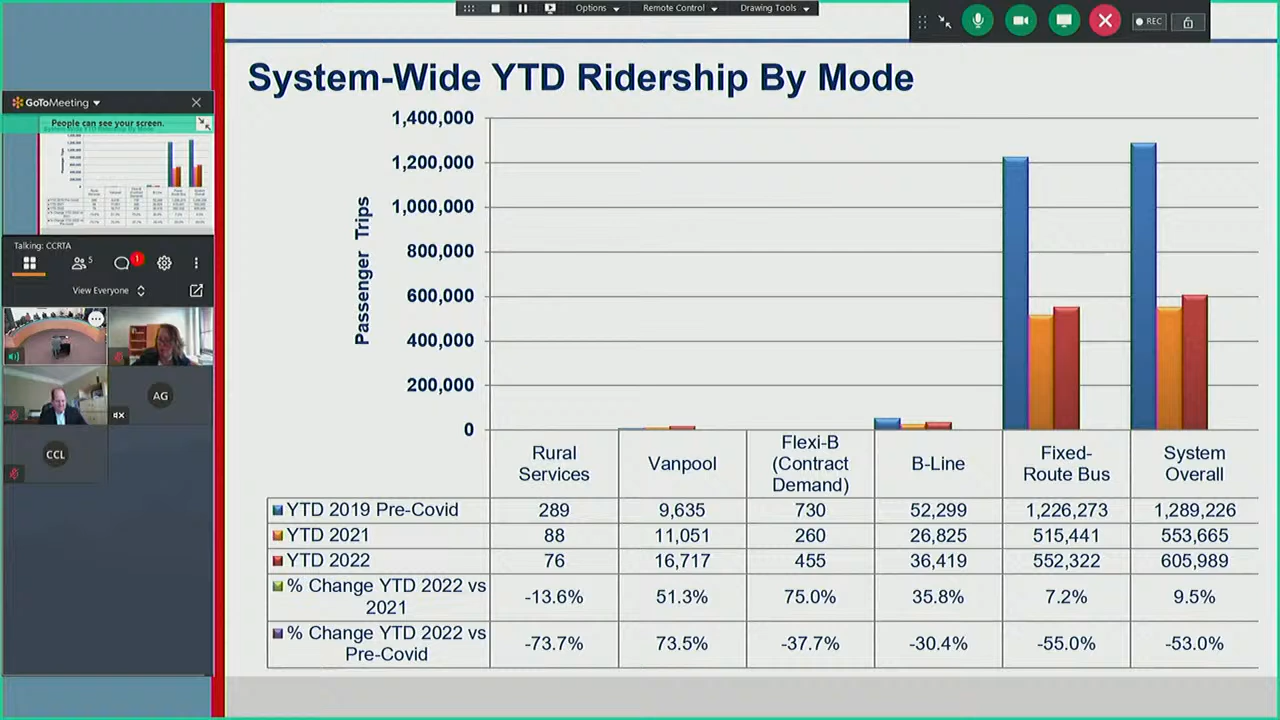 Options
Remote Control
Drawing Tools
REC
System-Wide YTD Ridership By Mode
GoToMeeting
People can see your screen.
Talking: CCRTA
5
1
View Everyone
AG
CCL
Passenger Trips
1,400,000
1,200,000
1,000,000
800,000
600,000
400,000
200,000
0
Rural Services
Vanpool
Flexi-B (Contract Demand)
B-Line
Fixed-Route Bus
System Overall
YTD 2019 Pre-Covid 289 9,635 730 52,299 1,226,273 1,289,226
YTD 2021 88 11,051 260 26,825 515,441 553,665
YTD 2022 76 16,717 455 36,419 552,322 605,989
% Change YTD 2022 vs 2021 -13.6% 51.3% 75.0% 35.8% 7.2% 9.5%
% Change YTD 2022 vs Pre-Covid -73.7% 73.5% -37.7% -30.4% -55.0% -53.0%